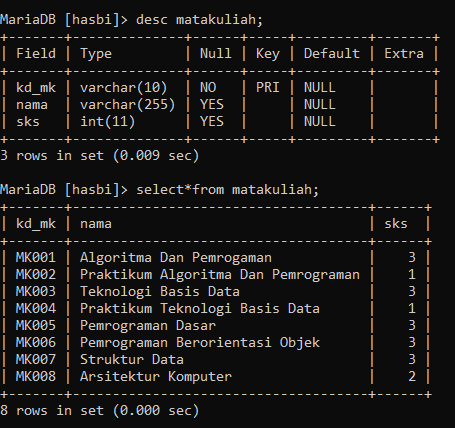 MariaDB [hasbi]> desc matakuliah;
+-------+--------------+------+-----+---------+-------+
| Field | Type         | Null | Key | Default | Extra |
+-------+--------------+------+-----+---------+-------+
| kd_mk | varchar(10)  | NO   | PRI | NULL    |       |
| nama  | varchar(255) | YES  |     | NULL    |       |
| sks   | int(11)      | YES  |     | NULL    |       |
+-------+--------------+------+-----+---------+-------+
3 rows in set (0.009 sec)
MariaDB [hasbi]> select*from matakuliah;
+-------+------------------------------------+------+
| kd_mk | nama                               | sks  |
+-------+------------------------------------+------+
| MK001 | Algoritma Dan Pemrogaman           |    3 |
| MK002 | Praktikum Algoritma Dan Pemrograman |    1 |
| MK003 | Teknologi Basis Data               |    3 |
| MK004 | Praktikum Teknologi Basis Data     |    1 |
| MK005 | Pemrograman Dasar                  |    3 |
| MK006 | Pemrograman Berorientasi Objek     |    3 |
| MK007 | Struktur Data                      |    3 |
| MK008 | Arsitektur Komputer                |    2 |
+-------+------------------------------------+------+
8 rows in set (0.000 sec)